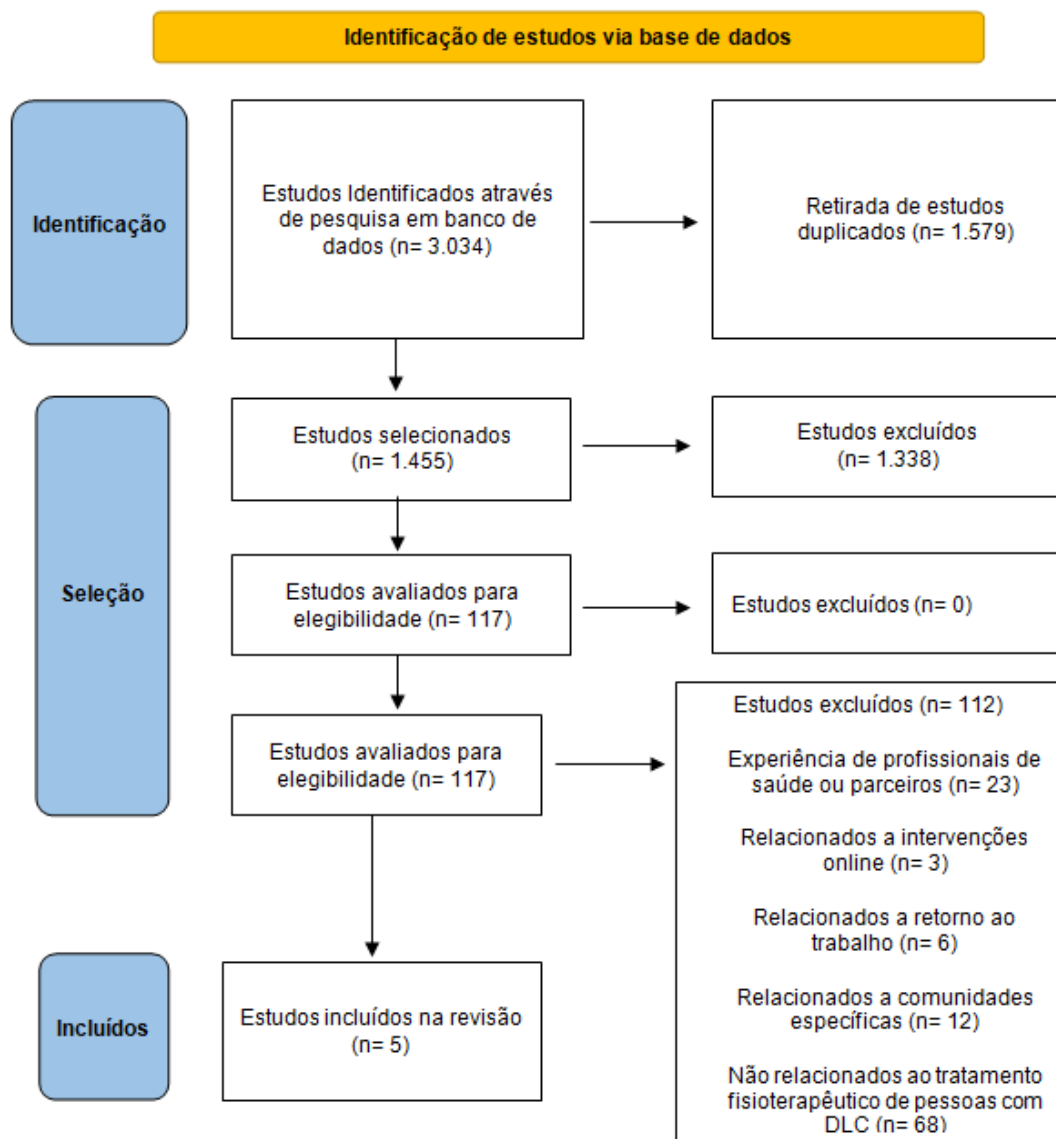 Identificação de estudos via base de dados
Identificação
Estudos Identificados através
de pesquisa em banco de
dados (n= 3.034)
Retirada de estudos
duplicados (n= 1.579)
Seleção
Estudos selecionados
(n= 1.455)
Estudos excluídos
(n= 1.338)
Estudos avaliados para
elegibilidade (n= 117)
Estudos excluídos (n= 0)
Estudos avaliados para
elegibilidade (n= 117)
Estudos excluídos (n= 112)
Experiência de profissionais de
saúde ou parceiros (n= 23)
Relacionados a intervenções
online (n= 3)
Relacionados a retorno ao
trabalho (n= 6)
Relacionados a comunidades
específicas (n= 12)
Não relacionados ao tratamento
fisioterapêutico de pessoas com
DLC (n= 68)
Incluídos
Estudos incluídos na revisão
(n= 5)